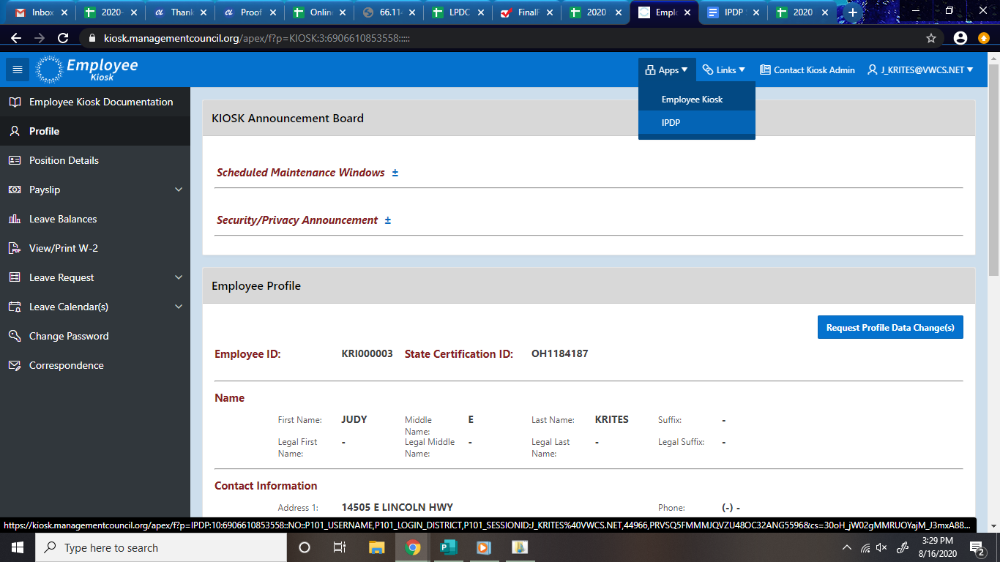 Inbox
2020-
Thank
Proof
Onlin
66.11
LPDC
FinalF
2020
Emplo
IPDP
2020
kiosk.managementcouncil.org/apex/f?p=KIOSK:3:6906610853558:::::
Employee
Kiosk
Apps
Links
Contact Kiosk Admin
J_KRITES@VWCS.NET
Employee Kiosk
IPDP
Employee Kiosk Documentation
Profile
Position Details
Payslip
Leave Balances
View/Print W-2
Leave Request
Leave Calendar(s)
Change Password
Correspondence
KIOSK Announcement Board
Scheduled Maintenance Windows ±
Security/Privacy Announcement ±
Employee Profile
Request Profile Data Change(s)
Employee ID: KRI000003 State Certification ID: OH1184187
Name
First Name: JUDY Middle Name: E Last Name: KRITES Suffix: -
Legal First Name: - Legal Middle Name: - Legal Last Name: - Legal Suffix: -
Contact Information
Address 1: 14505 E LINCOLN HWY Phone: (-) -
https://kiosk.managementcouncil.org/apex/f?p=IPDP:10:6906610853558::NO::P101_USERNAME,P101_LOGIN_DISTRICT,P101_SESSIONID:J_KRITES%40VWCS.NET,44966,PRVSQ5FMMMJQVZU48OC32ANG5596&cs=30oH_jW02gMMRUOYajM_J3mxA88...
Type here to search
3:29 PM
8/16/2020
2